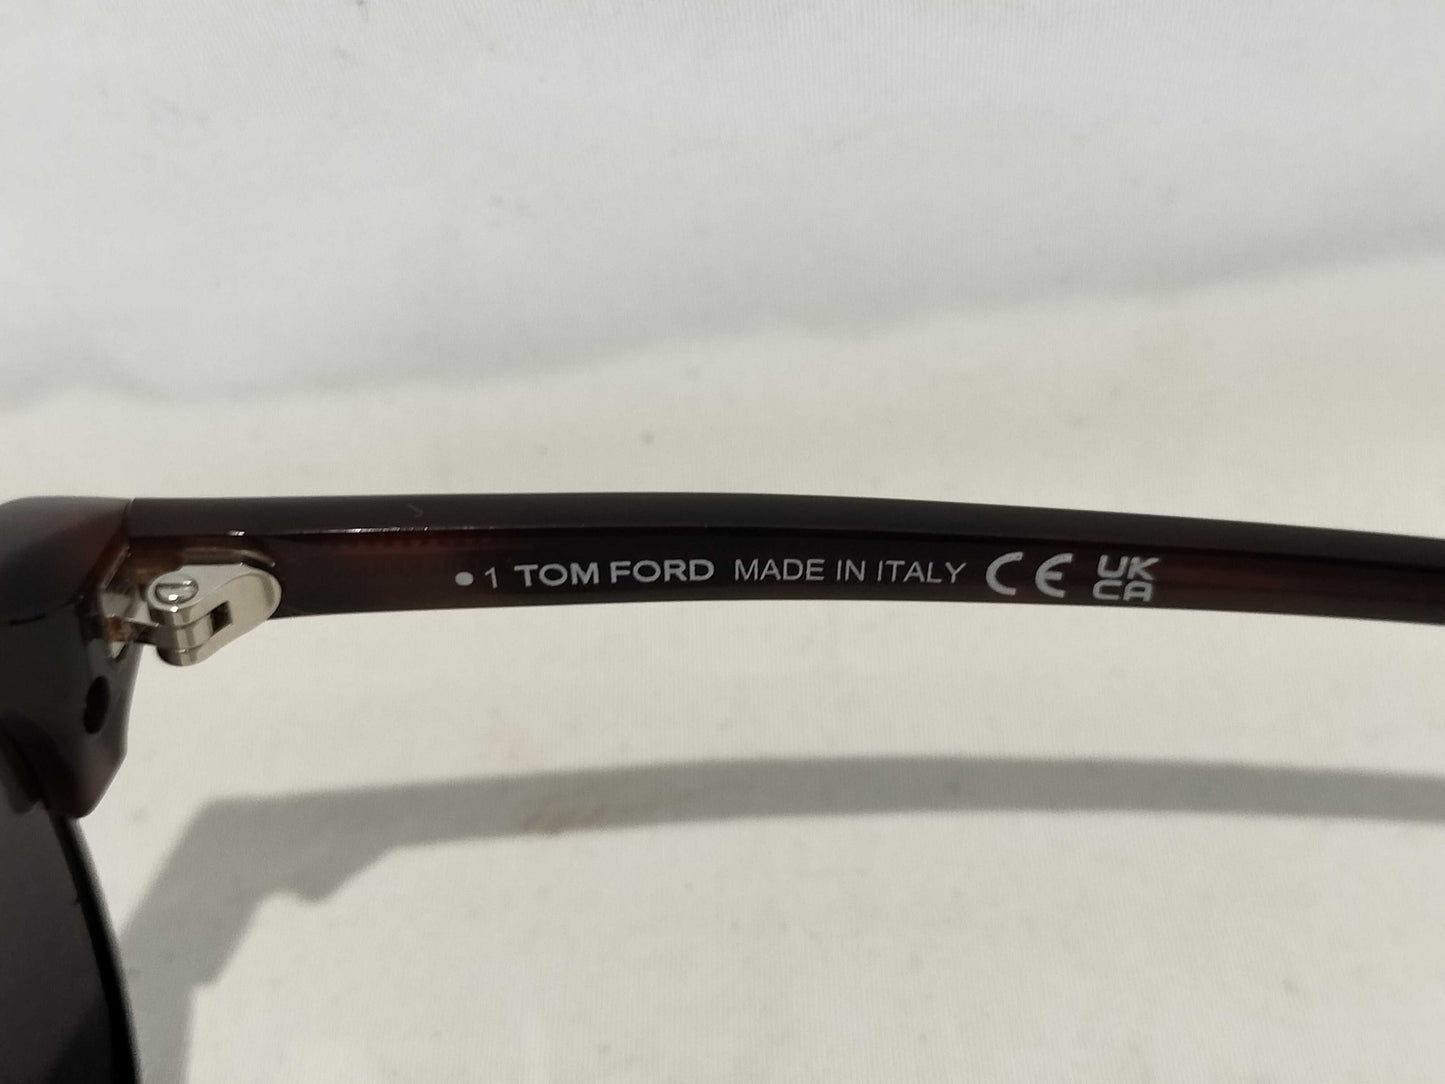 • 1 TOM FORD MADE IN ITALY CE UK
CA